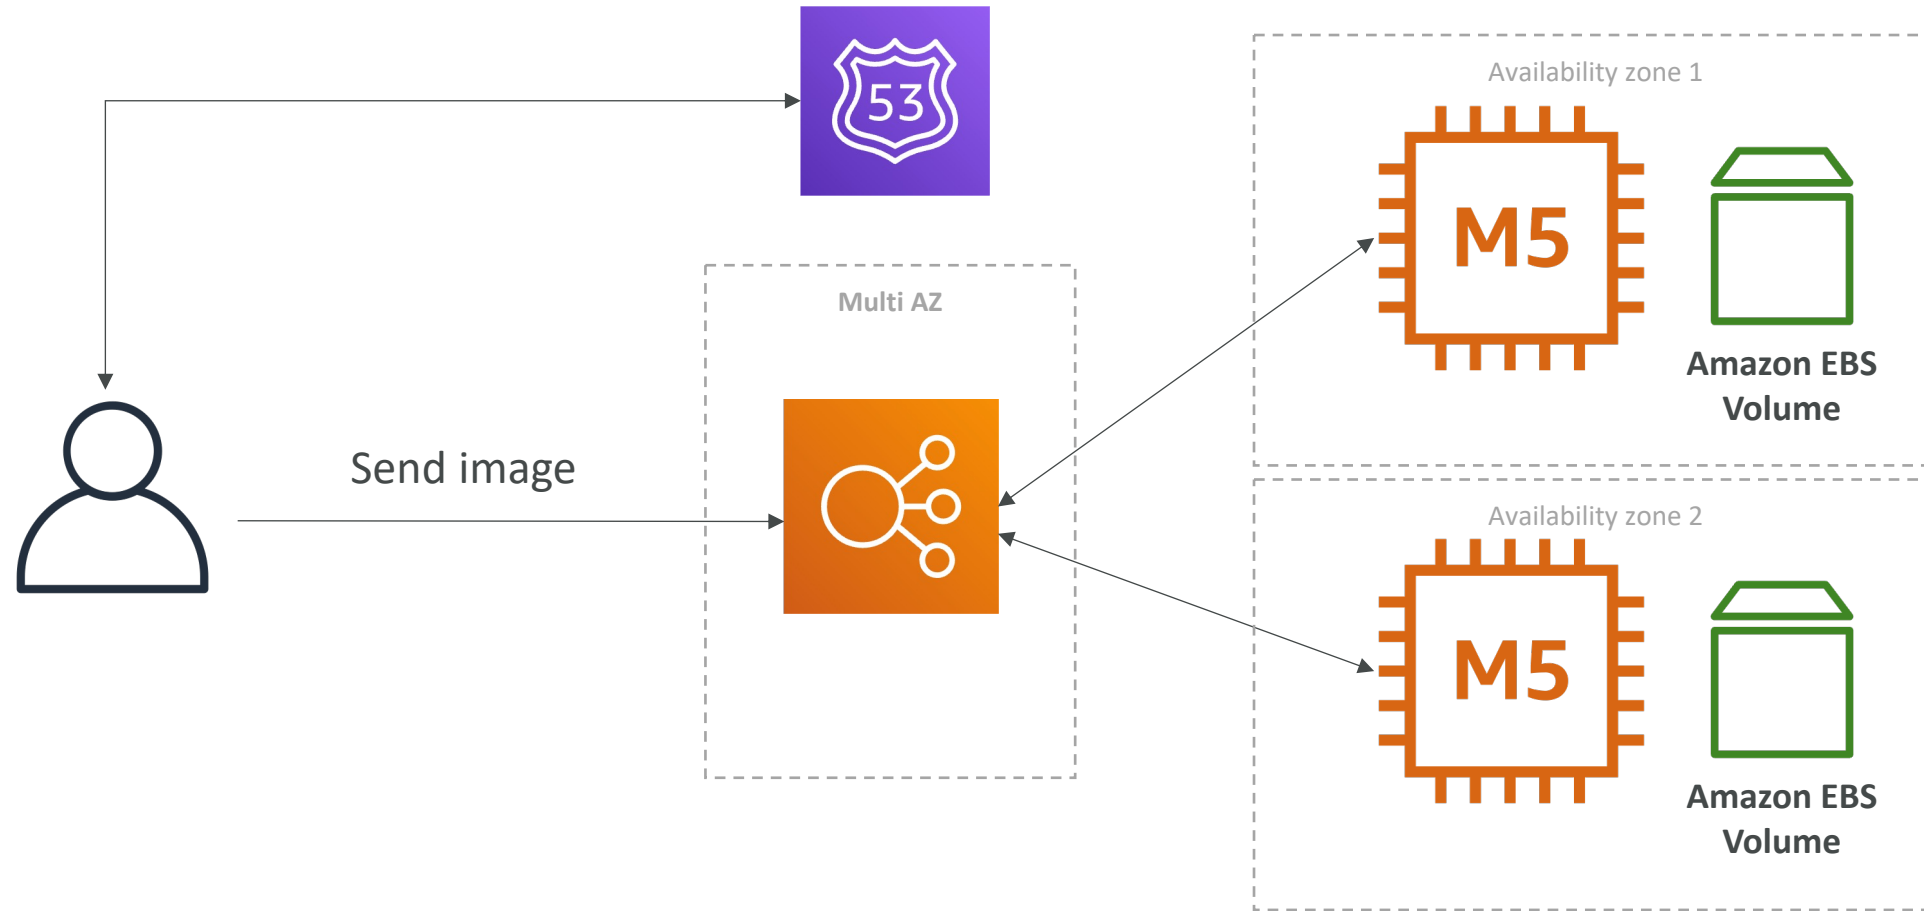 53
Availability zone 1
M5
Amazon EBS
Volume
Multi AZ
Send image
Availability zone 2
M5
Amazon EBS
Volume